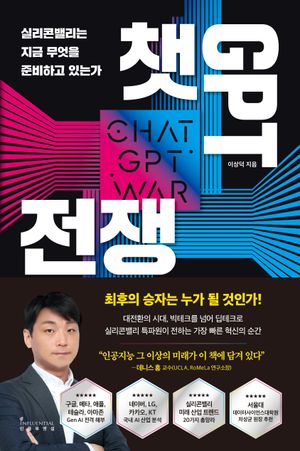 실리콘밸리는
지금 무엇을
준비하고 있는가
챗
GPT
이상덕 지음
CHAT
GPT
WAR
전쟁
최후의 승자는 누가 될 것인가!
대전환의 시대, 빅테크를 넘어 딥테크로
실리콘밸리 특파원이 전하는 가장 빠른 혁신의 순간
“인공지능 그 이상의 미래가 이 책에 담겨 있다”
— 데니스 홍 교수(UCLA, RoMeLa 연구소장)
★★★★★
구글, 메타, 애플,
테슬라, 아마존
Gen AI 전격 해부
★★★★★
네이버, LG,
카카오, KT
국내 AI 산업 분석
★★★★★
실리콘밸리
미래 산업 트렌드
20가지 총망라
★★★★★
서울대
데이터사이언스대학원
차상균 원장 추천
INFLUENTIAL
인플루엔셜